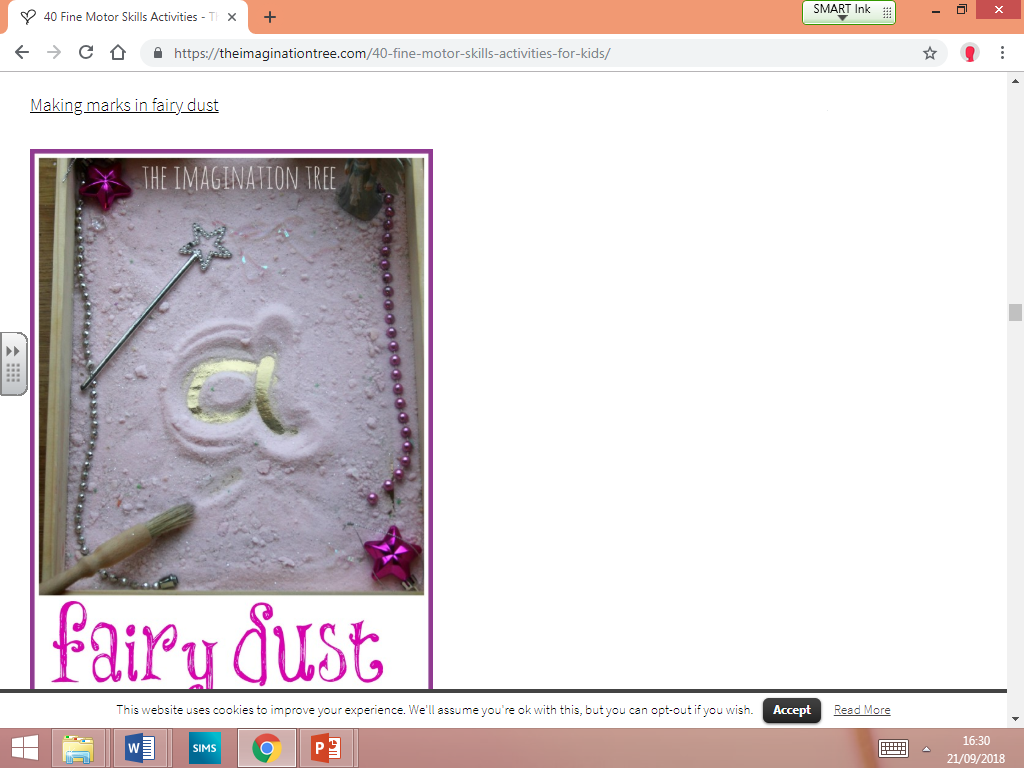 40 Fine Motor Skills Activities - Th
SMART Ink
https://theimaginationtree.com/40-fine-motor-skills-activities-for-kids/
Making marks in fairy dust
THE IMAGINATION TREE
a
fairy dust
This website uses cookies to improve your experience. We'll assume you're ok with this, but you can opt-out if you wish.
Accept
Read More
W
SIMS
P
16:30
21/09/2018